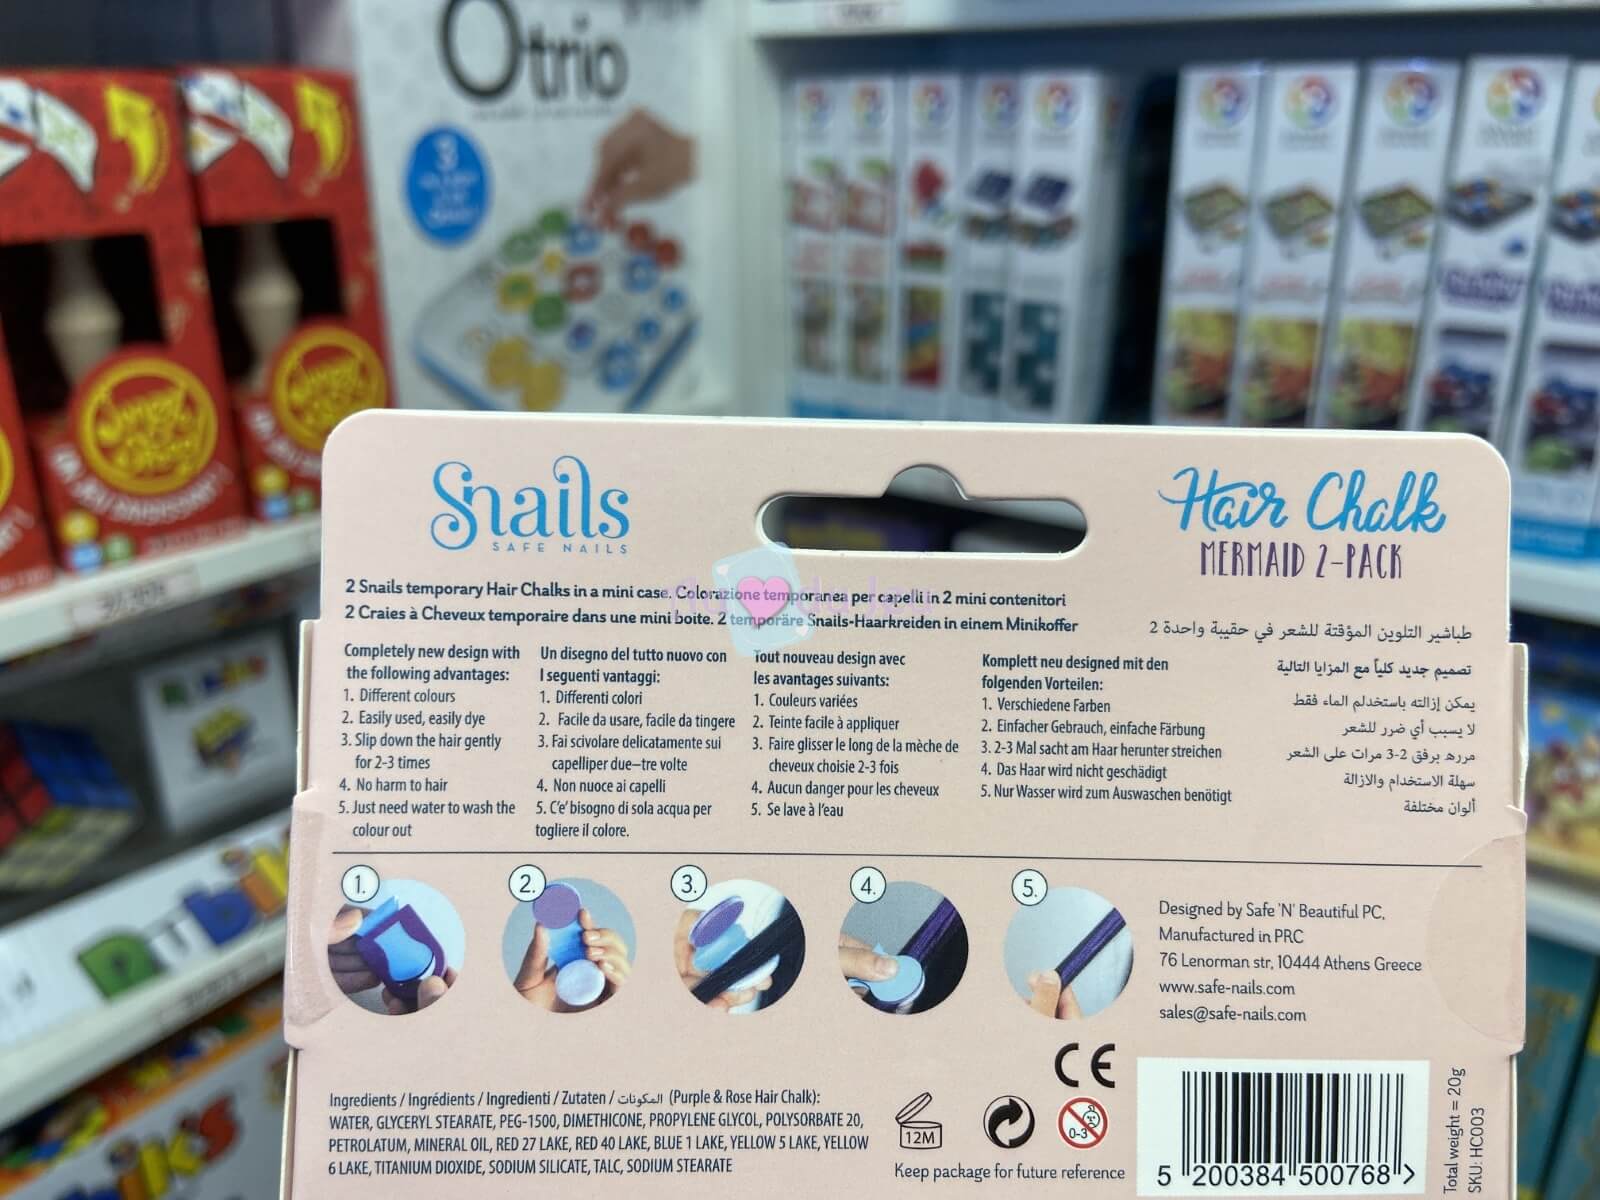 Otrio
Snails
SAFE NAILS
Hair Chalk
MERMAID 2-PACK
Au du Jeu
2 Snails temporary Hair Chalks in a mini case. Colorazione temporanea per capelli in 2 mini contenitori
2 Craies à Cheveux temporaire dans une mini boite. 2 temporäre Snails-Haarkreiden in einem Minikoffer
طباشير التلوين المؤقتة للشعر في حقيبة واحدة 2
Completely new design with
the following advantages:
1. Different colours
2. Easily used, easily dye
3. Slip down the hair gently
for 2-3 times
4. No harm to hair
5. Just need water to wash the
colour out
Un disegno del tutto nuovo con
I seguenti vantaggi:
1. Differenti colori
2. Facile da usare, facile da tingere
3. Fai scivolare delicatamente sui
capelliper due—tre volte
4. Non nuoce ai capelli
5. C'e' bisogno di sola acqua per
togliere il colore.
Tout nouveau design avec
les avantages suivants:
1. Couleurs variées
2. Teinte facile à appliquer
3. Faire glisser le long de la mèche de
cheveux choisie 2-3 fois
4. Aucun danger pour les cheveux
5. Se lave à l'eau
Komplett neu designed mit den
folgenden Vorteilen:
1. Verschiedene Farben
2. Einfacher Gebrauch, einfache Färbung
3. 2-3 Mal sacht am Haar herunter streichen
4. Das Haar wird nicht geschädigt
5. Nur Wasser wird zum Auswaschen benötigt
تصميم جديد كلياً مع المزايا التالية
يمكن إزالته باستخدلم الماء فقط
لا يسبب أي ضرر للشعر
مرره برفق 2-3 مرات على الشعر
سهلة الاستخدام والازالة
ألوان مختلفة
1.
2.
3.
4.
5.
Designed by Safe 'N' Beautiful PC,
Manufactured in PRC
76 Lenorman str, 10444 Athens Greece
www.safe-nails.com
sales@safe-nails.com
CE
Ingredients / Ingrédients / Ingredienti / Zutaten / المكونات (Purple & Rose Hair Chalk):
WATER, GLYCERYL STEARATE, PEG-1500, DIMETHICONE, PROPYLENE GLYCOL, POLYSORBATE 20,
PETROLATUM, MINERAL OIL, RED 27 LAKE, RED 40 LAKE, BLUE 1 LAKE, YELLOW 5 LAKE, YELLOW
6 LAKE, TITANIUM DIOXIDE, SODIUM SILICATE, TALC, SODIUM STEARATE
12M
0-3
Keep package for future reference
5 200384 500768 >
Total weight = 20g
SKU: HC003